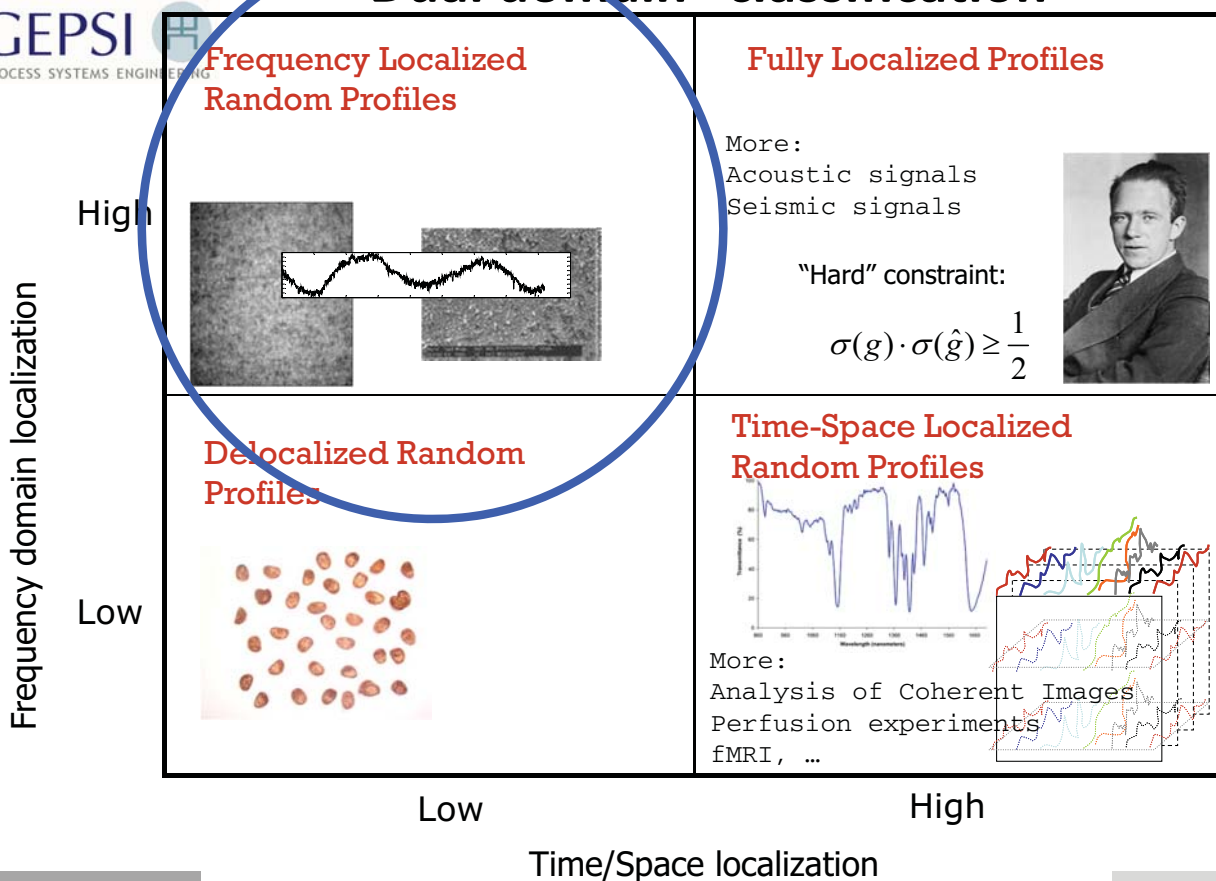 GEPSI
PROCESS SYSTEMS ENGINEERING
Frequency Localized
Random Profiles
Fully Localized Profiles
More:
Acoustic signals
Seismic signals
"Hard" constraint:
σ(g)·σ(ĝ) ≥ 1/2
High
Frequency domain localization
Delocalized Random
Profiles
Time-Space Localized
Random Profiles
Low
More:
Analysis of Coherent Images
Perfusion experiments
fMRI, …
Low
High
Time/Space localization